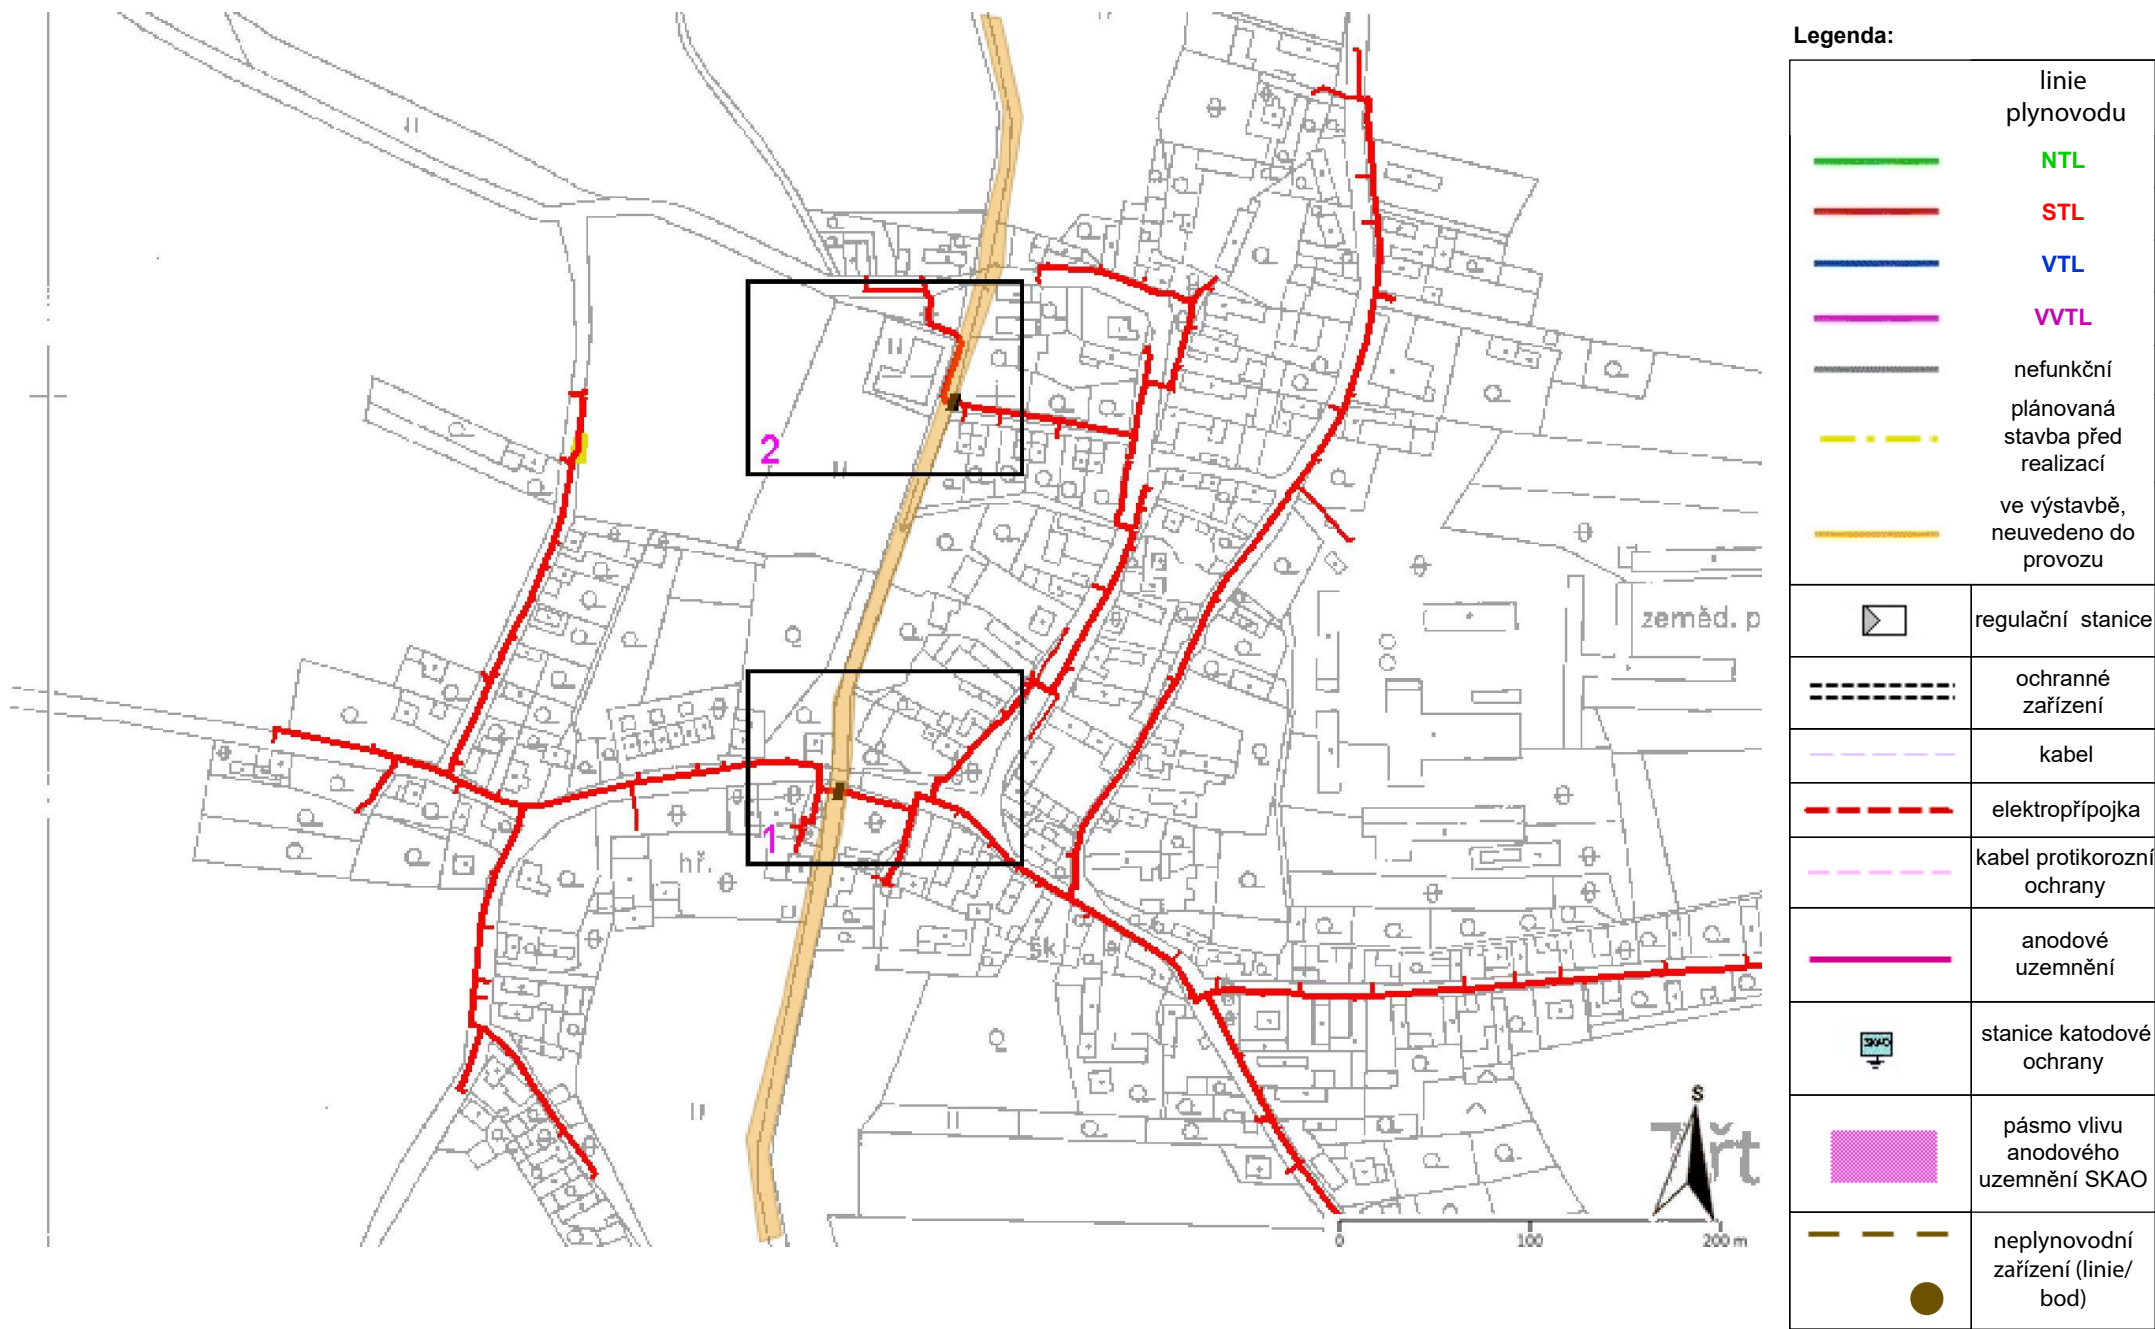 Legenda:
linie
plynovodu
NTL
STL
VTL
VVTL
nefunkční
plánovaná
stavba před
realizací
ve výstavbě,
neuvedeno do
provozu
regulační stanice
ochranné
zařízení
kabel
elektropřípojka
kabel protikorozní
ochrany
anodové
uzemnění
SKAO
stanice katodové
ochrany
pásmo vlivu
anodového
uzemnění SKAO
neplynovodní
zařízení (linie/
bod)
2
1
zeměd. p
hř.
sk
S
0
100
200 m